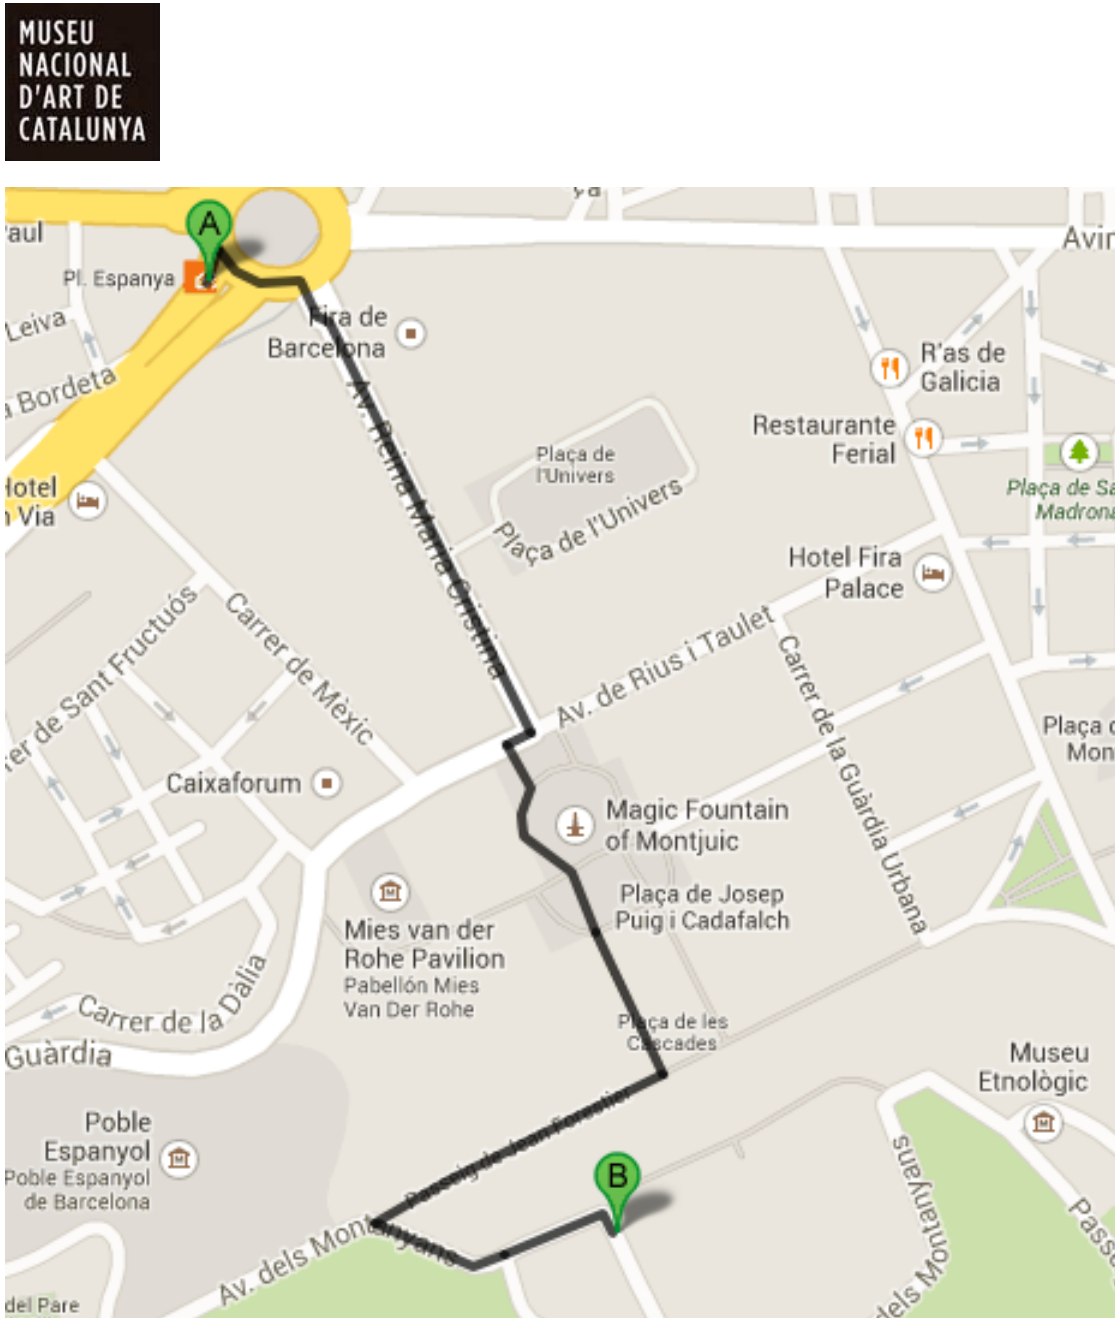 MUSEU
NACIONAL
D'ART DE
CATALUNYA
A
Pl. Espanya
Leiva
Bordeta
Fira de
Barcelona
Avin
R'as de
Galicia
Restaurante
Ferial
Plaça de
l'Univers
Plaça de l'Univers
Plaça de Sa
Madrona
Hotel
n Via
Av. Reina Maria Cristina
Hotel Fira
Palace
Carrer de Mèxic
rer de Sant Fructuós
Av. de Rius i Taulet
Carrer de la Guàrdia Urbana
Plaça d
Mon
Caixaforum
Magic Fountain
of Montjuic
Plaça de Josep
Puig i Cadafalch
Mies van der
Rohe Pavilion
Pabellón Mies
Van Der Rohe
Carrer de la Dàlia
Guàrdia
Plaça de les
Cascades
Museu
Etnològic
Poble
Espanyol
Poble Espanyol
de Barcelona
Passeig de Jean Forestier
B
Av. dels Montanyans
dels Montanyans
Passe
del Pare